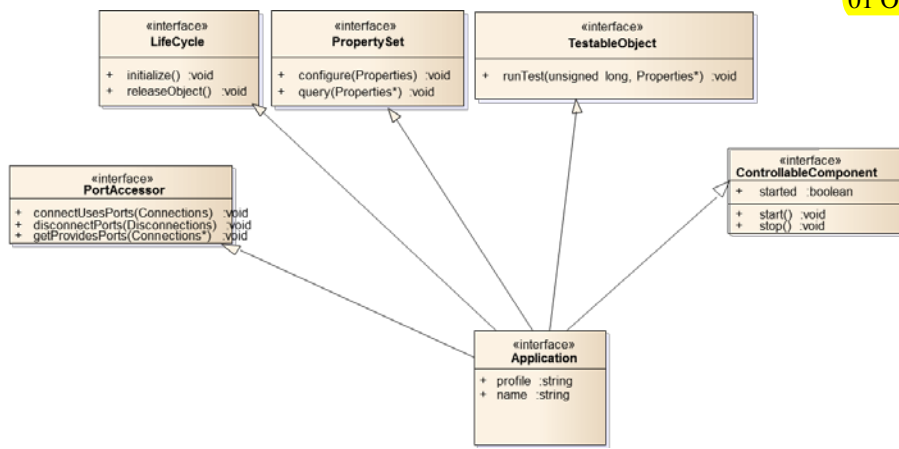 01 O
«interface»
LifeCycle
+ initialize() :void
+ releaseObject() :void
«interface»
PropertySet
+ configure(Properties) :void
+ query(Properties*) :void
«interface»
TestableObject
+ runTest(unsigned long, Properties*) :void
«interface»
PortAccessor
+ connectUsesPorts(Connections) :void
+ disconnectPorts(Disconnections) :void
+ getProvidesPorts(Connections*) :void
«interface»
ControllableComponent
+ started :boolean
+ start() :void
+ stop() :void
«interface»
Application
+ profile :string
+ name :string